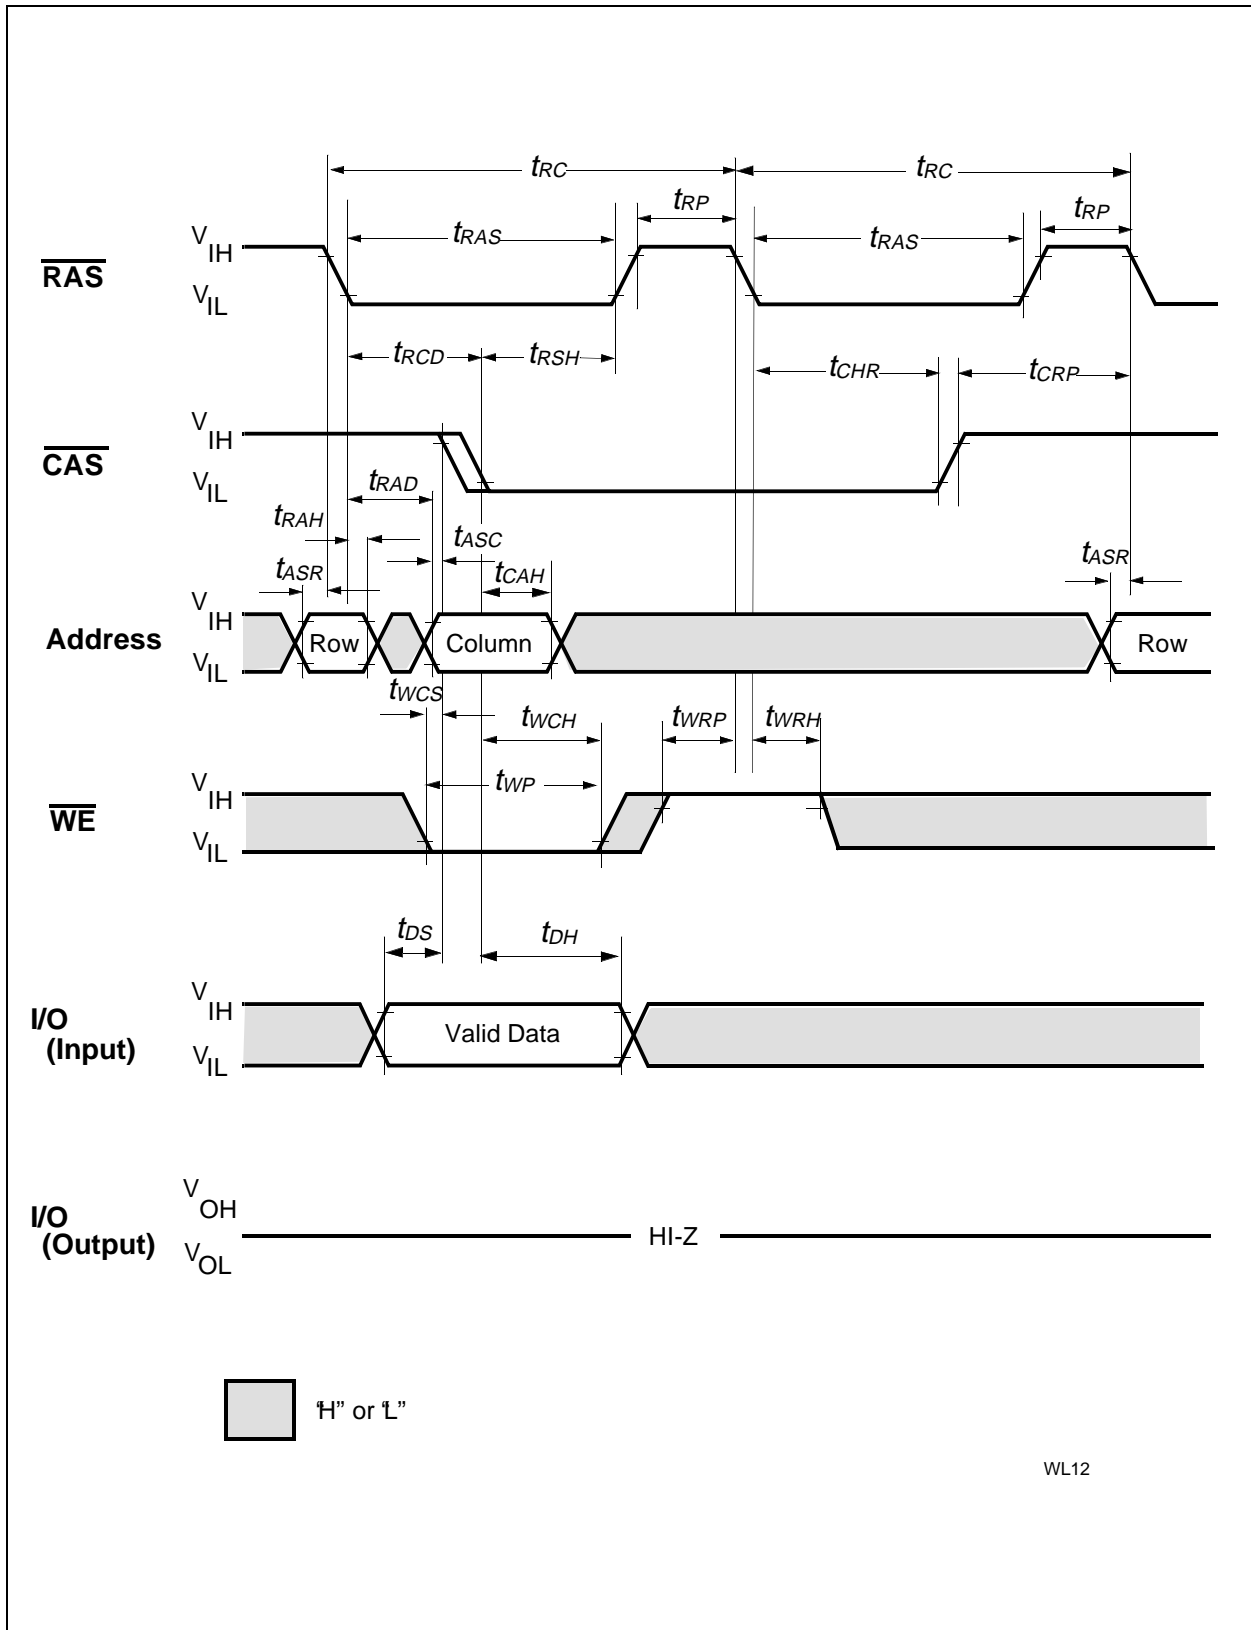 tRC tRC
tRP tRP
tRAS tRAS
RAS VIH
VIL
tRCD tRSH
tCHR tCRP
CAS VIH
VIL
tRAD
tRAH tASC
tASR tCAH tASR
Address VIH
VIL
Row Column Row
tWCS
tWCH tWRP tWRH
tWP
WE VIH
VIL
tDS tDH
I/O
(Input) VIH
VIL
Valid Data
I/O
(Output) VOH
VOL
HI-Z
“H” or “L”
WL12